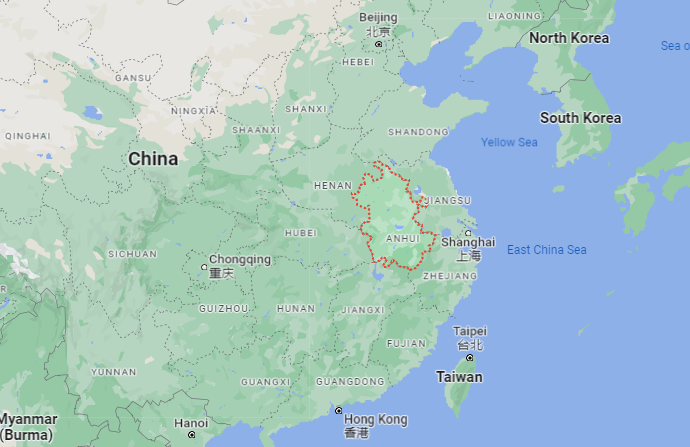 Beijing
北京
LIAONING
North Korea
Sea o
HEBEI
GANSU
NINGXIA
SHANXI
South Korea
QINGHAI
SHAANXI
SHANDONG
Yellow Sea
China
HENAN
JIANGSU
HUBEI
ANHUI
Shanghai
上海
East China Sea
SICHUAN
Chongqing
重庆
ZHEJIANG
GUIZHOU
HUNAN
JIANGXI
FUJIAN
Taipei
台北
YUNNAN
GUANGXI
GUANGDONG
Taiwan
Myanmar
(Burma)
Hanoi
Hong Kong
香港